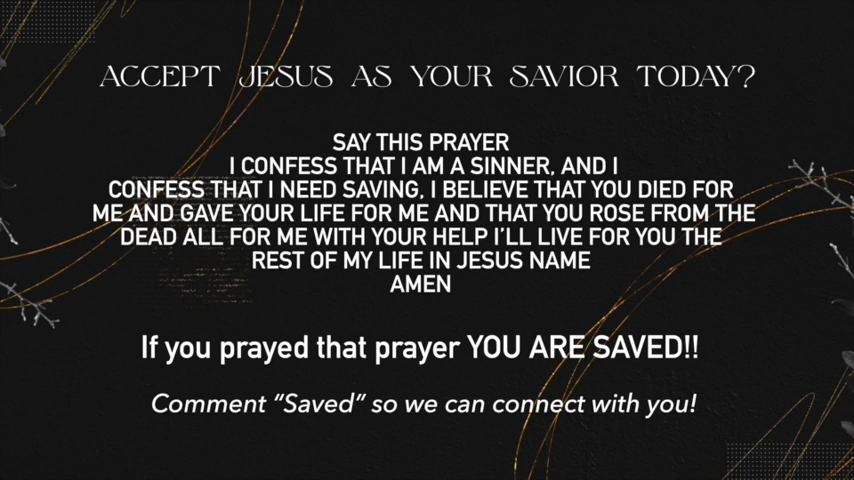 ACCEPT JESUS AS YOUR SAVIOR TODAY?
SAY THIS PRAYER
I CONFESS THAT I AM A SINNER, AND I
CONFESS THAT I NEED SAVING, I BELIEVE THAT YOU DIED FOR
ME AND GAVE YOUR LIFE FOR ME AND THAT YOU ROSE FROM THE
DEAD ALL FOR ME WITH YOUR HELP I'LL LIVE FOR YOU THE
REST OF MY LIFE IN JESUS NAME
AMEN
If you prayed that prayer YOU ARE SAVED!!
Comment "Saved" so we can connect with you!